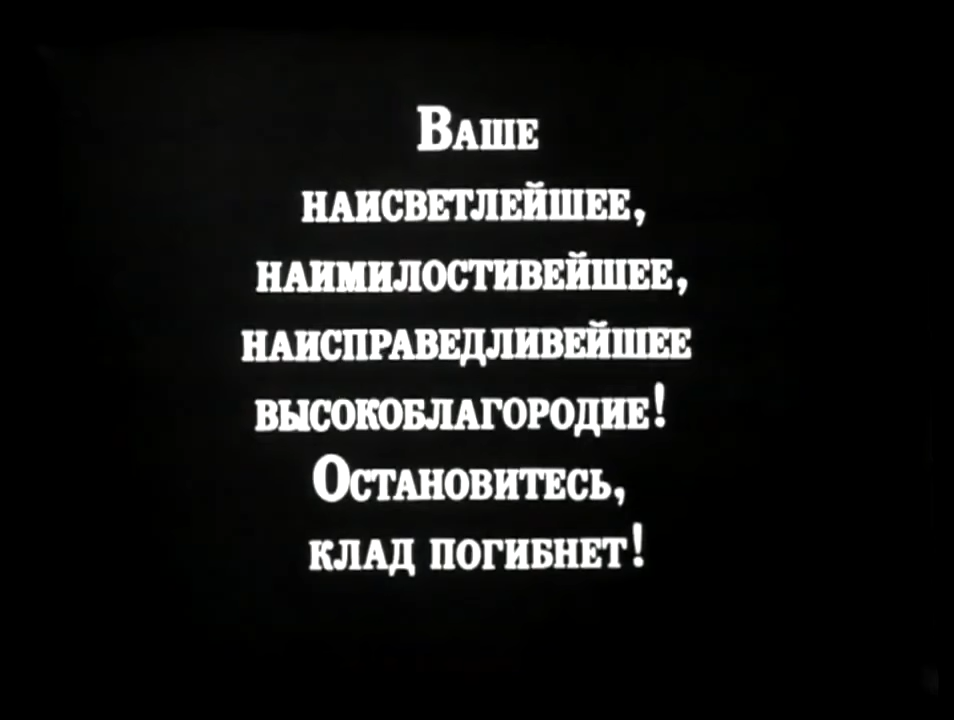 Ваше
наисветлейшее,
наимилостивейшее,
наисправедливейшее
высокоблагородие!
Остановитесь,
клад погибнет!